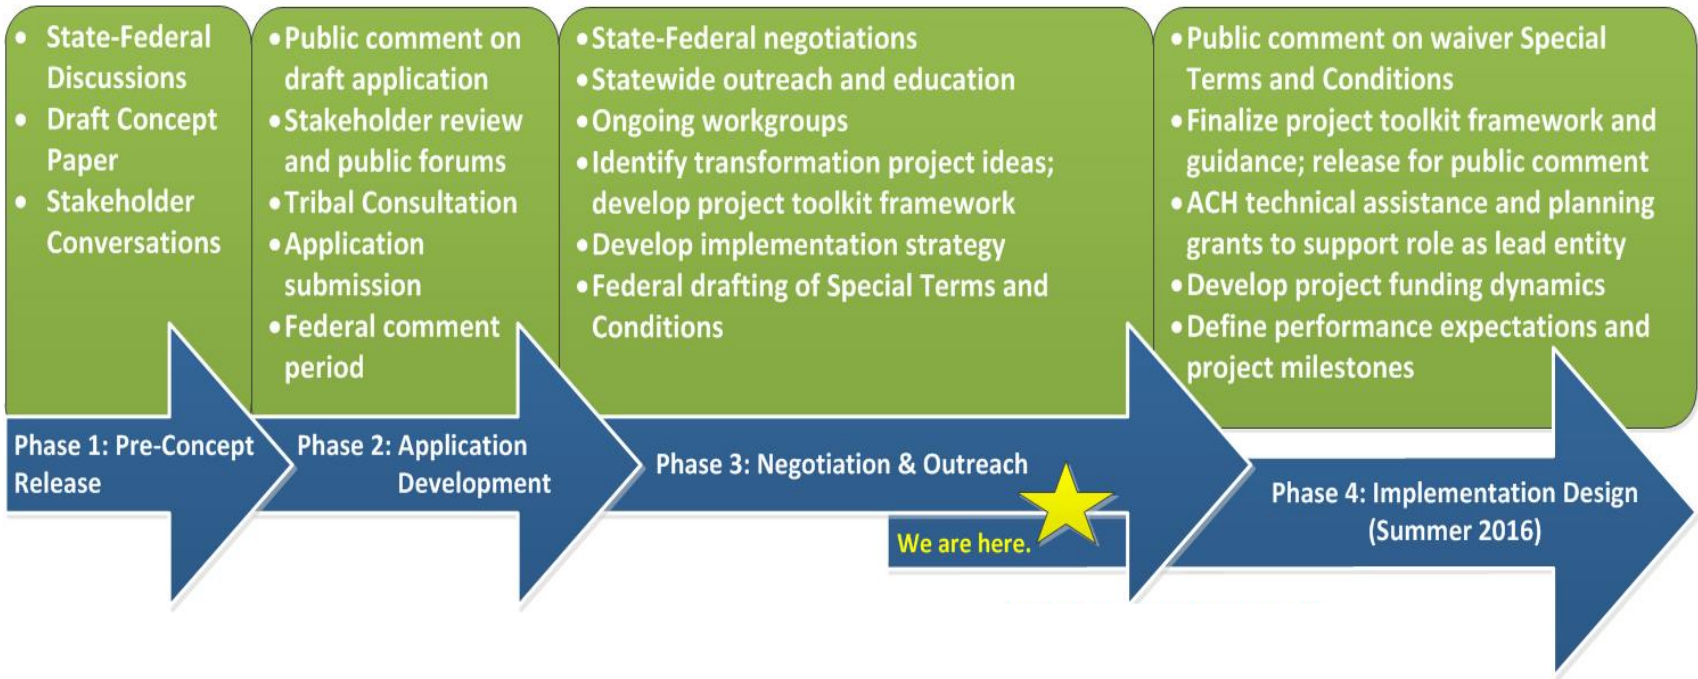 • State-Federal
Discussions
• Draft Concept
Paper
• Stakeholder
Conversations
• Public comment on
draft application
• Stakeholder review
and public forums
• Tribal Consultation
• Application
submission
• Federal comment
period
• State-Federal negotiations
• Statewide outreach and education
• Ongoing workgroups
• Identify transformation project ideas;
develop project toolkit framework
• Develop implementation strategy
• Federal drafting of Special Terms and
Conditions
• Public comment on waiver Special
Terms and Conditions
• Finalize project toolkit framework and
guidance; release for public comment
• ACH technical assistance and planning
grants to support role as lead entity
• Develop project funding dynamics
• Define performance expectations and
project milestones
Phase 1: Pre-Concept
Release
Phase 2: Application
Development
Phase 3: Negotiation & Outreach
We are here.
Phase 4: Implementation Design
(Summer 2016)